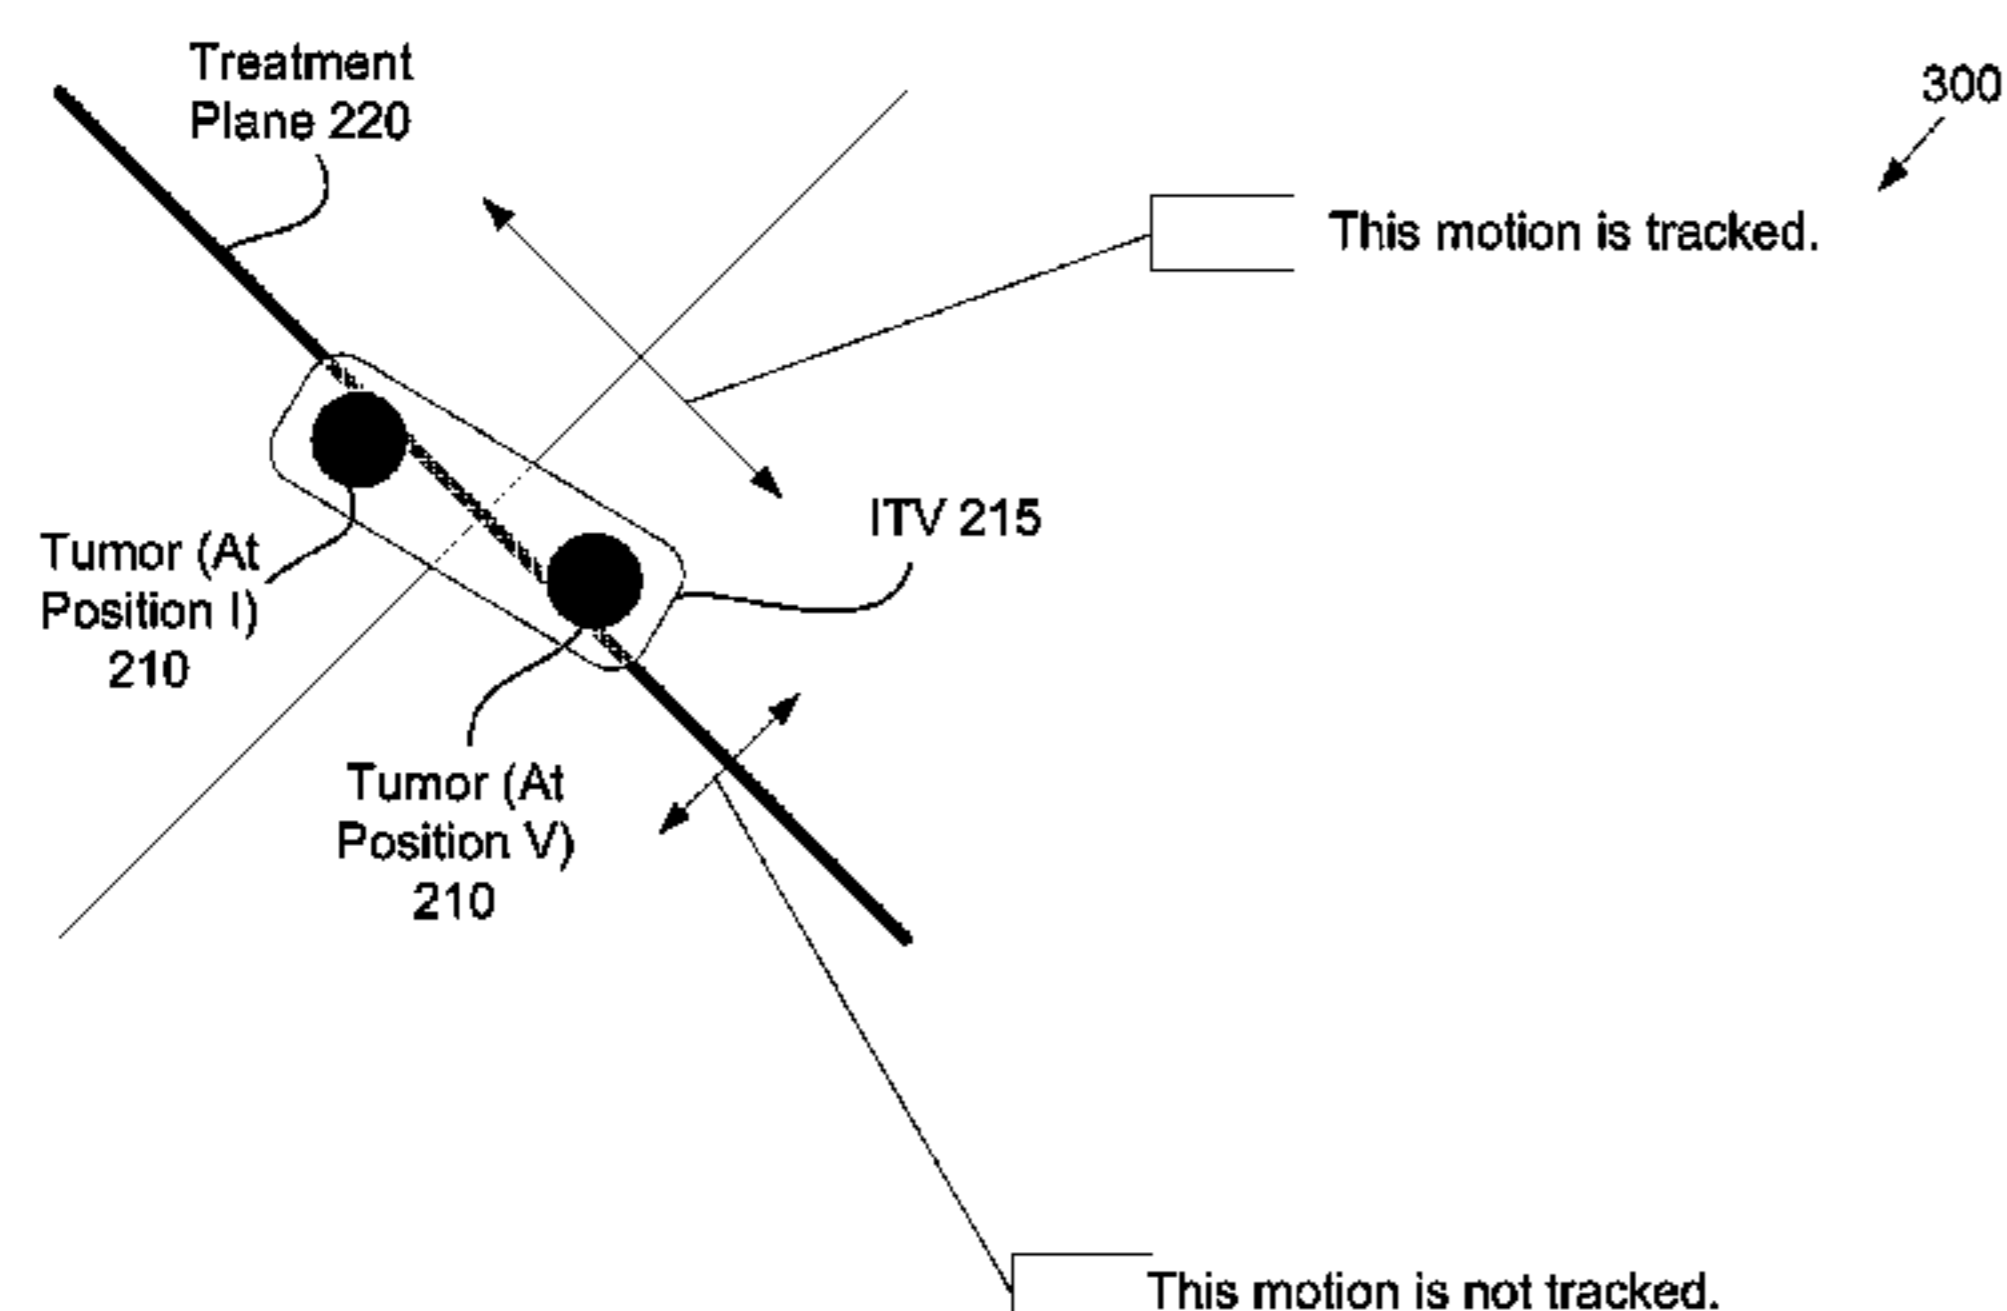 Treatment
Plane 220
300
This motion is tracked.
ITV 215
Tumor (At
Position I)
210
Tumor (At
Position V)
210
This motion is not tracked.